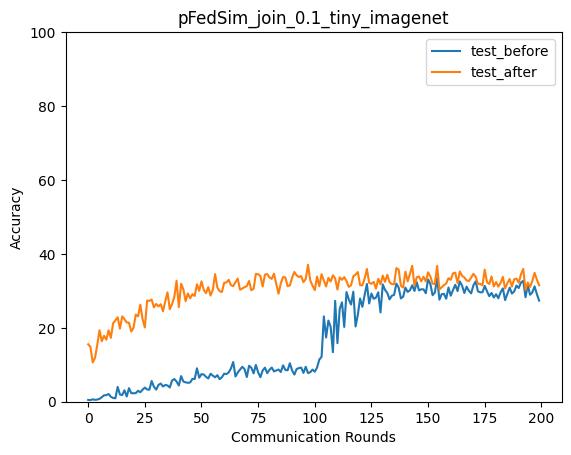 pFedSim_join_0.1_tiny_imagenet
100
80
60
40
20
0
Accuracy
test_before
test_after
0 25 50 75 100 125 150 175 200
Communication Rounds